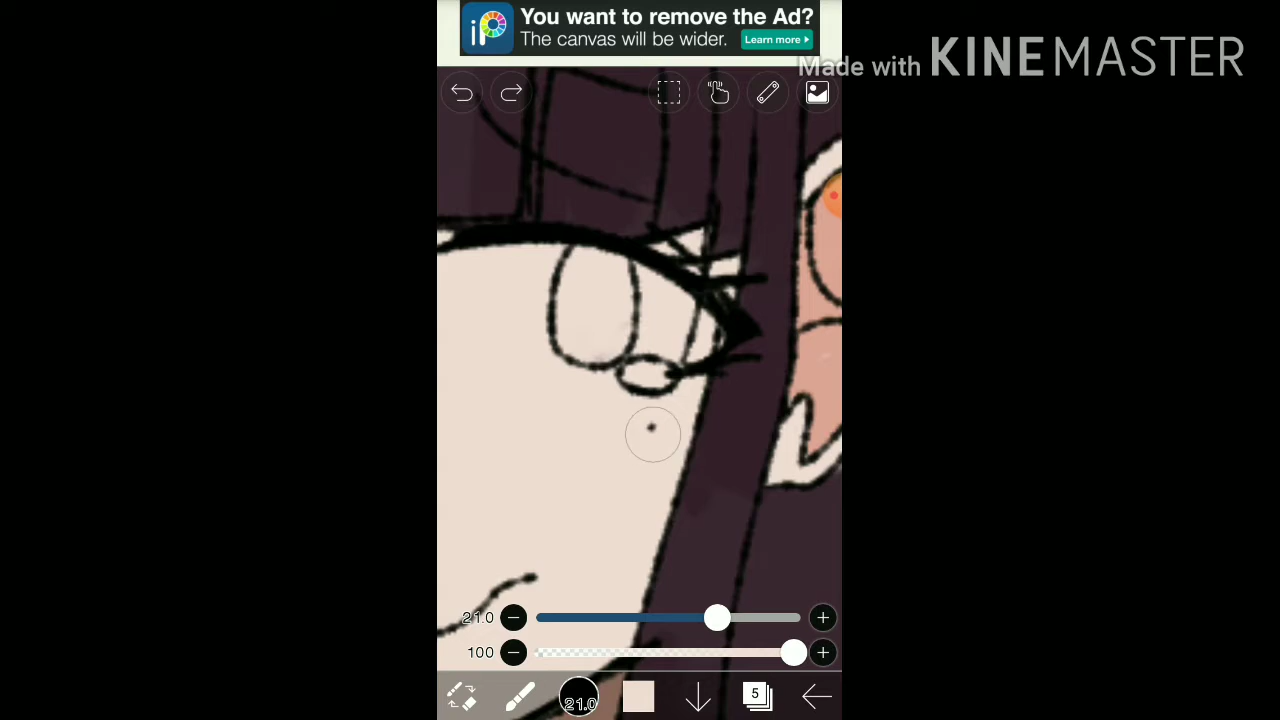 iP
You want to remove the Ad?
The canvas will be wider.
Learn more
Made with KINEMASTER
21.0
100
21.0
5